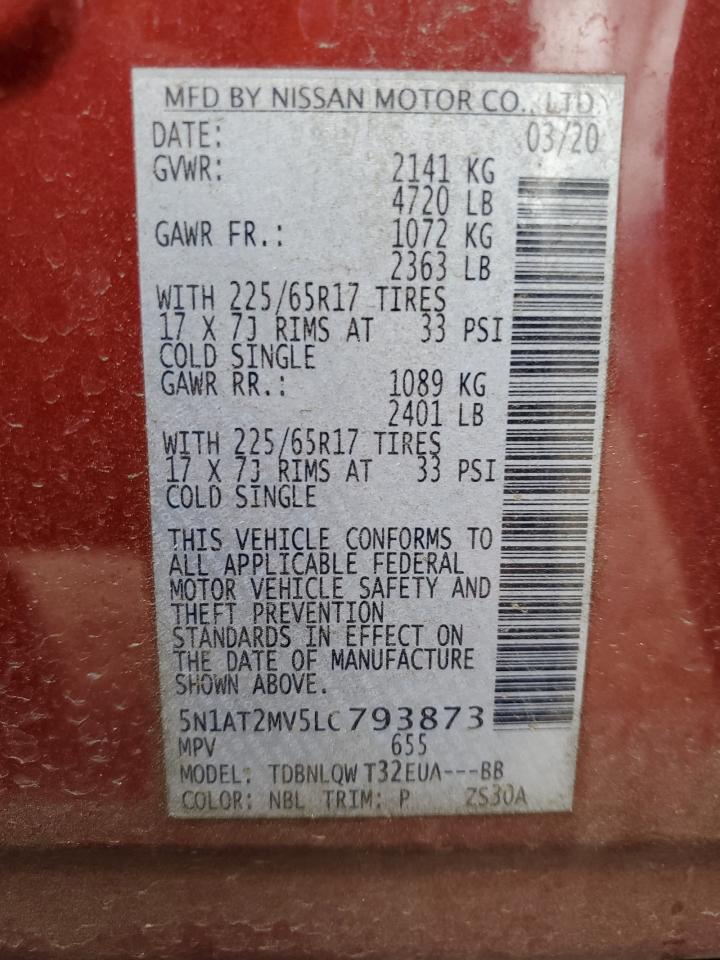 MFD BY NISSAN MOTOR CO., LTD.
DATE: 03/20
GVWR: 2141 KG
4720 LB
GAWR FR.: 1072 KG
2363 LB
WITH 225/65R17 TIRES
17 X 7J RIMS AT 33 PSI
COLD SINGLE
GAWR RR.: 1089 KG
2401 LB
WITH 225/65R17 TIRES
17 X 7J RIMS AT 33 PSI
COLD SINGLE
THIS VEHICLE CONFORMS TO
ALL APPLICABLE FEDERAL
MOTOR VEHICLE SAFETY AND
THEFT PREVENTION
STANDARDS IN EFFECT ON
THE DATE OF MANUFACTURE
SHOWN ABOVE.
5N1AT2MV5LC793873
MPV 655
MODEL: TDBNLQW T32EUA---BB
COLOR: NBL TRIM: P ZS30A